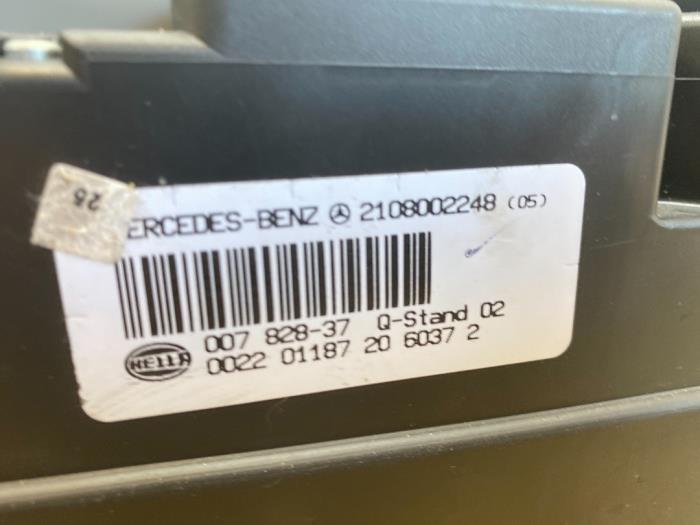 25
ERCEDES-BENZ 2108002248 (05)
007 828-37 Q-Stand 02
HELLA
0022 01187 20 6037 2